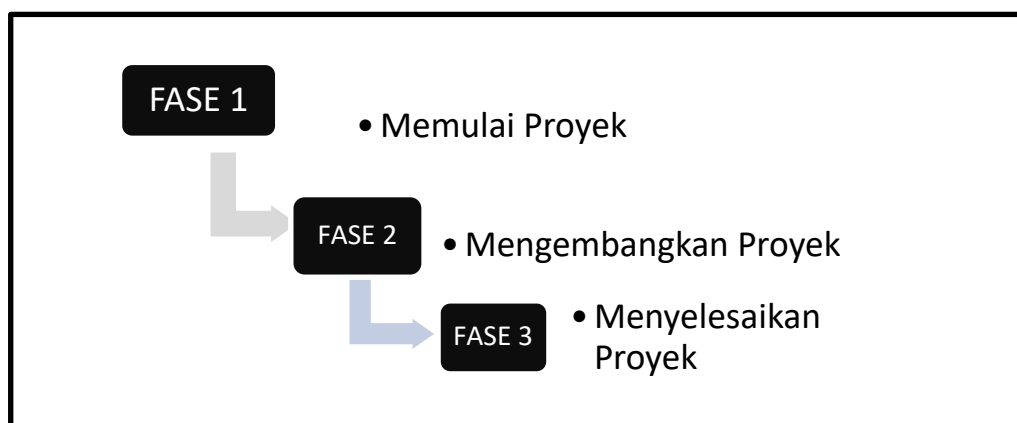 FASE 1
• Memulai Proyek
FASE 2
• Mengembangkan Proyek
FASE 3
• Menyelesaikan
Proyek